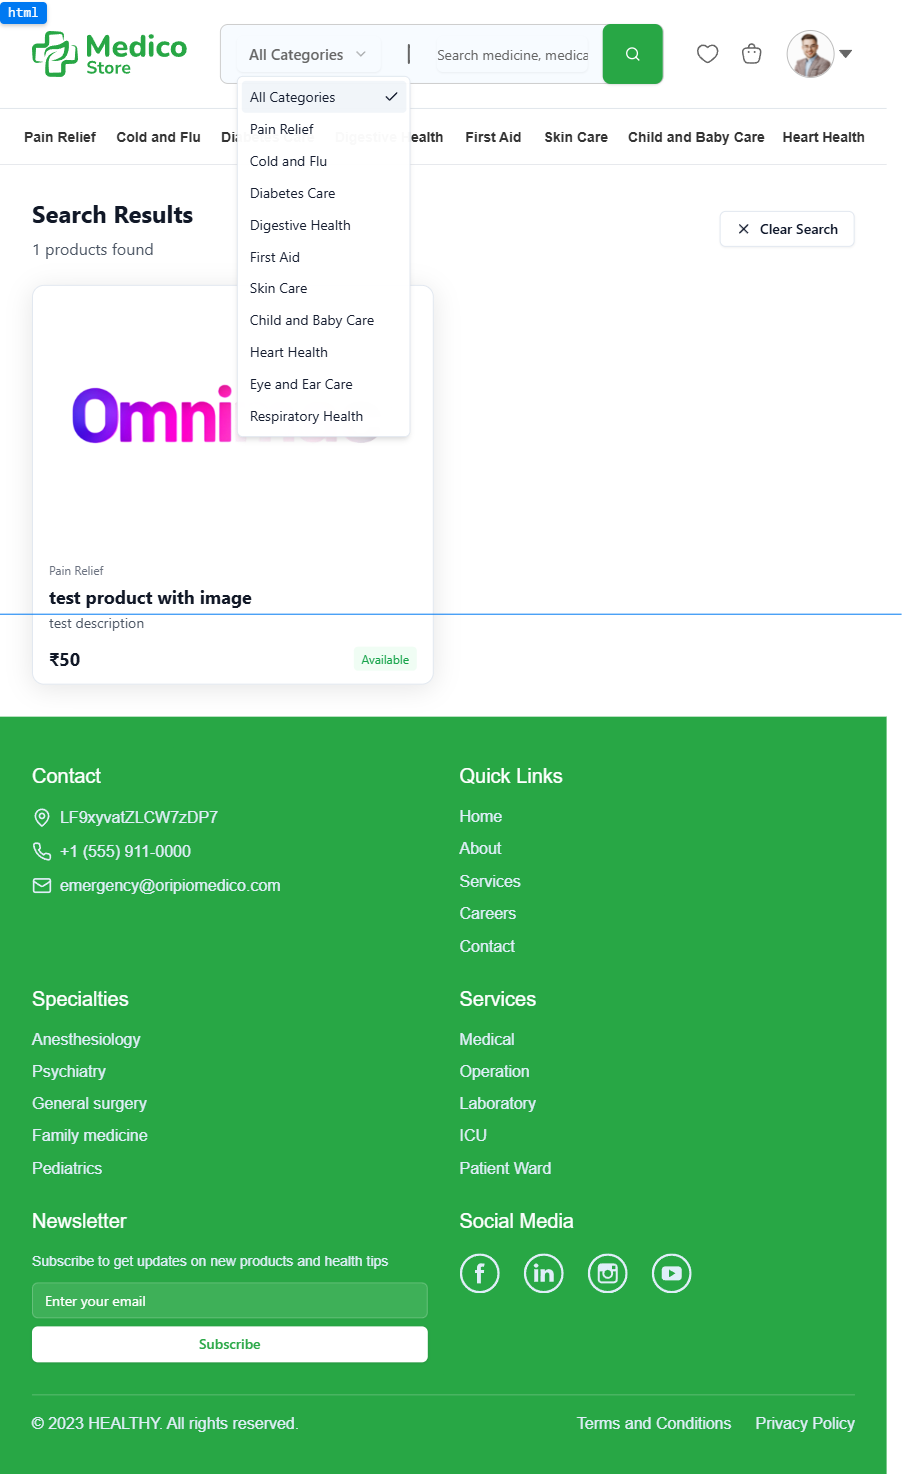 html
Medico
Store
All Categories
Search medicine, medica
All Categories
Pain Relief
Cold and Flu
Diabetes Care
Digestive Health
First Aid
Skin Care
Child and Baby Care
Heart Health
Eye and Ear Care
Respiratory Health
Pain Relief Cold and Flu Digestive Health First Aid Skin Care Child and Baby Care Heart Health
Search Results
1 products found
Clear Search
Omni
Pain Relief
test product with image
test description
₹50
Available
Contact
LF9xyvatZLCW7zDP7
+1 (555) 911-0000
emergency@oripiomedico.com
Quick Links
Home
About
Services
Careers
Contact
Specialties
Anesthesiology
Psychiatry
General surgery
Family medicine
Pediatrics
Services
Medical
Operation
Laboratory
ICU
Patient Ward
Newsletter
Subscribe to get updates on new products and health tips
Enter your email
Subscribe
Social Media
© 2023 HEALTHY. All rights reserved.
Terms and Conditions
Privacy Policy